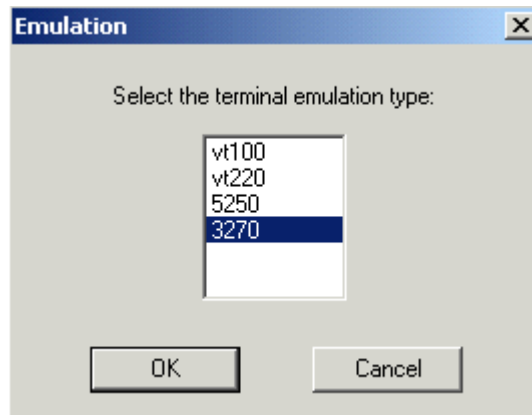 Emulation
Select the terminal emulation type:
vt100
vt220
5250
3270
OK
Cancel